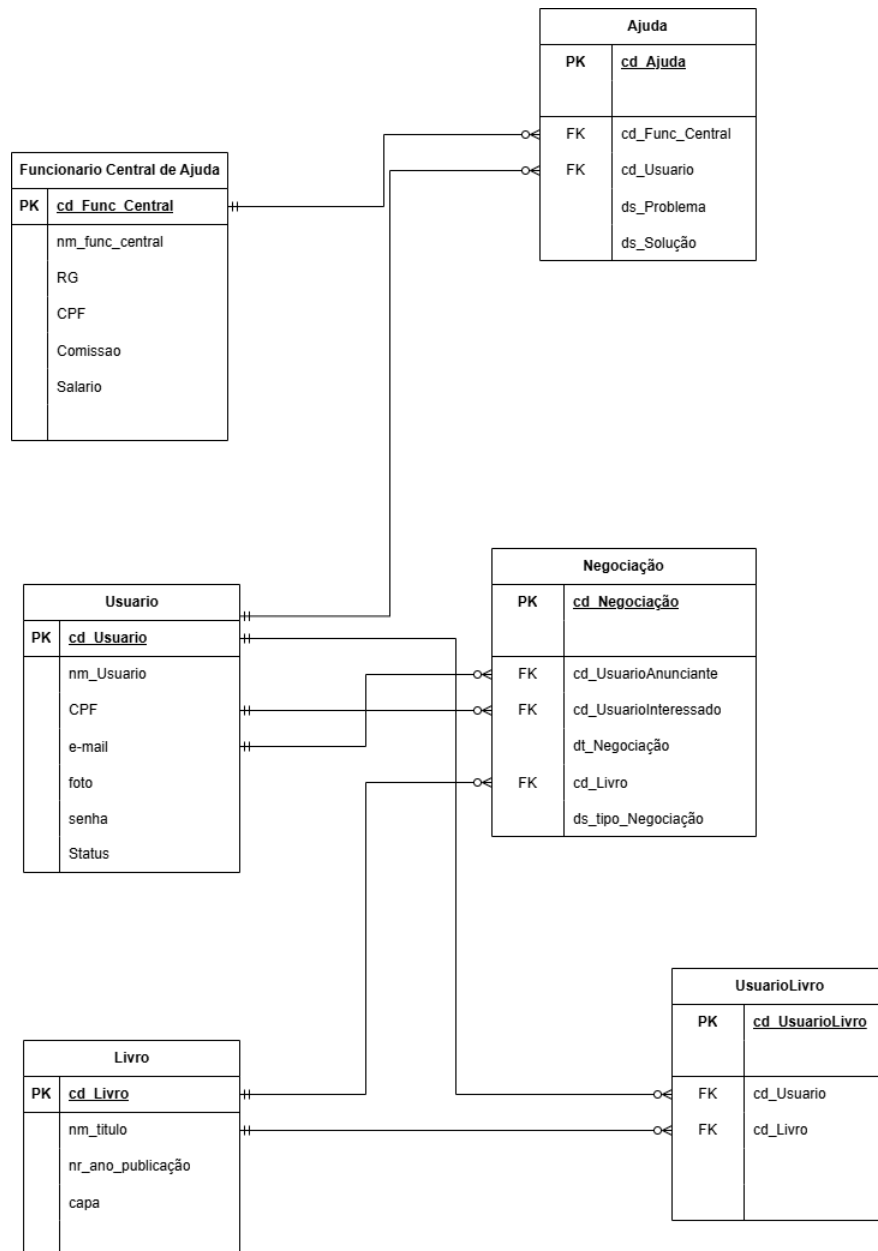 Ajuda
PK cd_Ajuda
FK cd_Func_Central
FK cd_Usuario
ds_Problema
ds_Solução
Funcionario Central de Ajuda
PK cd_Func_Central
nm_func_central
RG
CPF
Comissao
Salario
Usuario
PK cd_Usuario
nm_Usuario
CPF
e-mail
foto
senha
Status
Negociação
PK cd_Negociação
FK cd_UsuarioAnunciante
FK cd_UsuarioInteressado
dt_Negociação
FK cd_Livro
ds_tipo_Negociação
UsuarioLivro
PK cd_UsuarioLivro
FK cd_Usuario
FK cd_Livro
Livro
PK cd_Livro
nm_titulo
nr_ano_publicação
capa